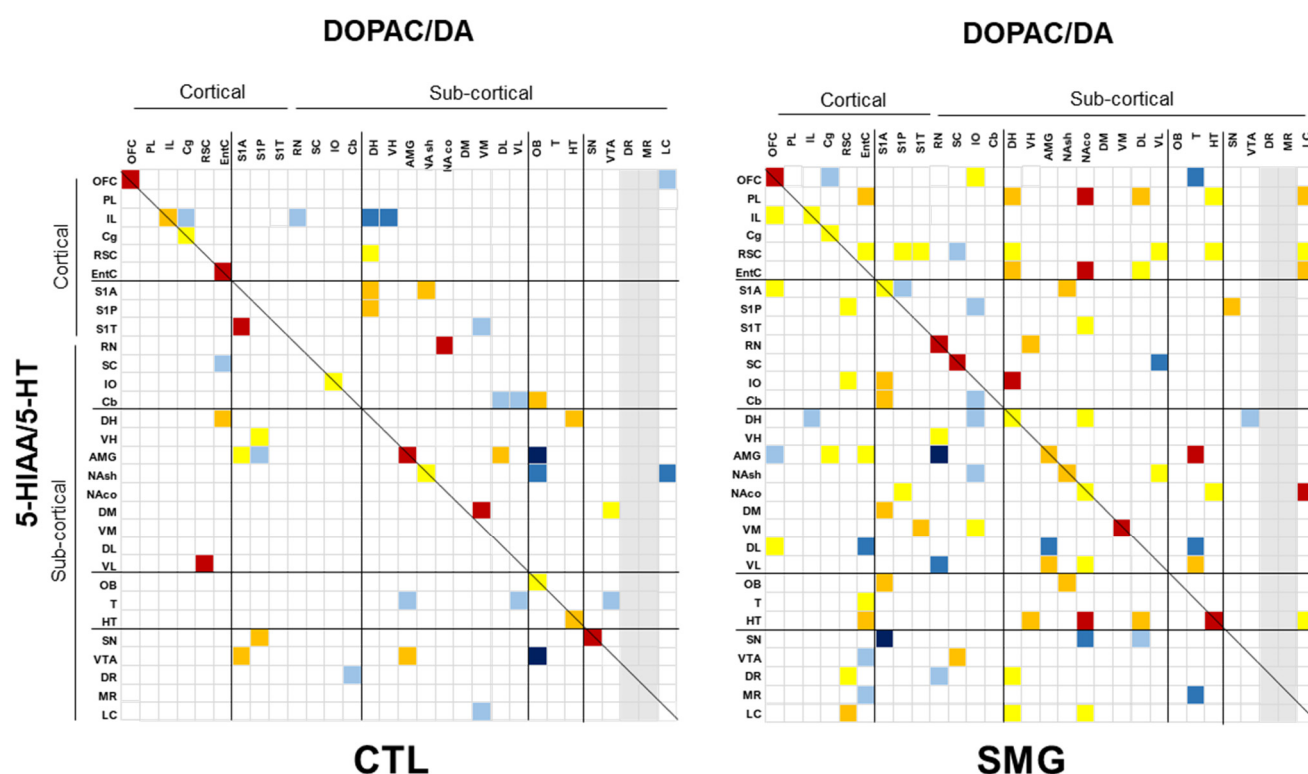 DOPAC/DA
DOPAC/DA
Cortical
Sub-cortical
Cortical
Sub-cortical
OFC PL IL Cg RSC EntC S1A S1P S1T RN SC IO Cb DH VH AMG NAsh NAco DM VM DL VL OB T HT SN VTA DR MR LC
OFC PL IL Cg RSC EntC S1A S1P S1T RN SC IO Cb DH VH AMG NAsh NAco DM VM DL VL OB T HT SN VTA DR MR LC
5-HIAA/5-HT
Cortical
Sub-cortical
OFC
PL
IL
Cg
RSC
EntC
S1A
S1P
S1T
RN
SC
IO
Cb
DH
VH
AMG
NAsh
NAco
DM
VM
DL
VL
OB
T
HT
SN
VTA
DR
MR
LC
OFC
PL
IL
Cg
RSC
EntC
S1A
S1P
S1T
RN
SC
IO
Cb
DH
VH
AMG
NAsh
NAco
DM
VM
DL
VL
OB
T
HT
SN
VTA
DR
MR
LC
CTL
SMG